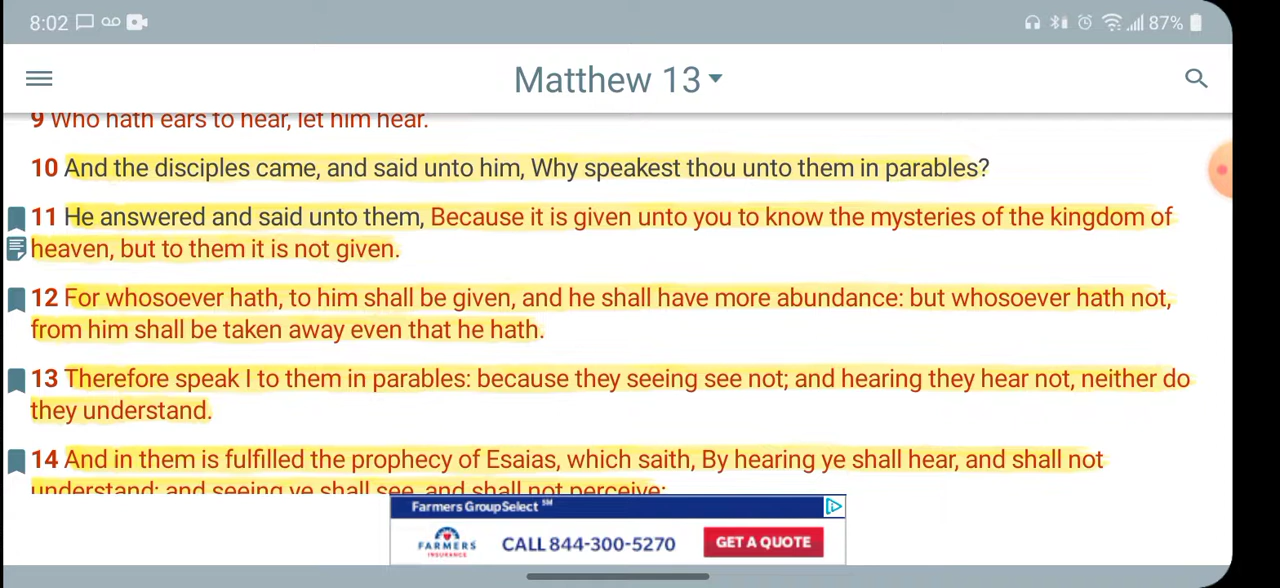 8:02 87%
Matthew 13
9 Who hath ears to hear, let him hear.
10 And the disciples came, and said unto him, Why speakest thou unto them in parables?
11 He answered and said unto them, Because it is given unto you to know the mysteries of the kingdom of
heaven, but to them it is not given.
12 For whosoever hath, to him shall be given, and he shall have more abundance: but whosoever hath not,
from him shall be taken away even that he hath.
13 Therefore speak I to them in parables: because they seeing see not; and hearing they hear not, neither do
they understand.
14 And in them is fulfilled the prophecy of Esaias, which saith, By hearing ye shall hear, and shall not
understand; and seeing ye shall see, and shall not perceive:
Farmers GroupSelect SM
FARMERS
INSURANCE
CALL 844-300-5270
GET A QUOTE